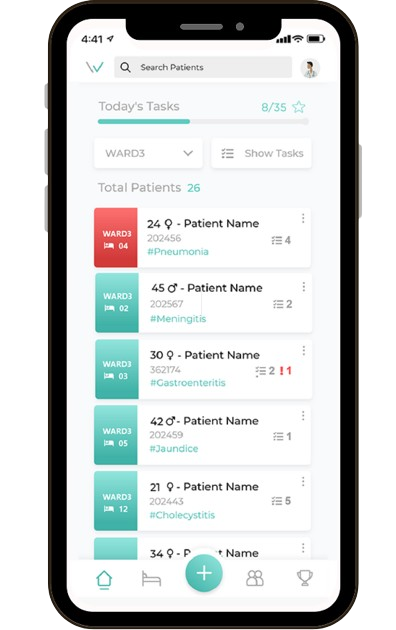 4:41
Search Patients
Today's Tasks 8/35
WARD3 Show Tasks
Total Patients 26
WARD3 04
24 ♀ - Patient Name
202456
#Pneumonia
4
WARD3 02
45 ♂ - Patient Name
202567
#Meningitis
2
WARD3 03
30 ♀ - Patient Name
362174
#Gastroenteritis
2 !1
WARD3 05
42 ♂ - Patient Name
202459
#Jaundice
1
WARD3 12
21 ♀ - Patient Name
202443
#Cholecystitis
5
34 ♀ - Patient Name